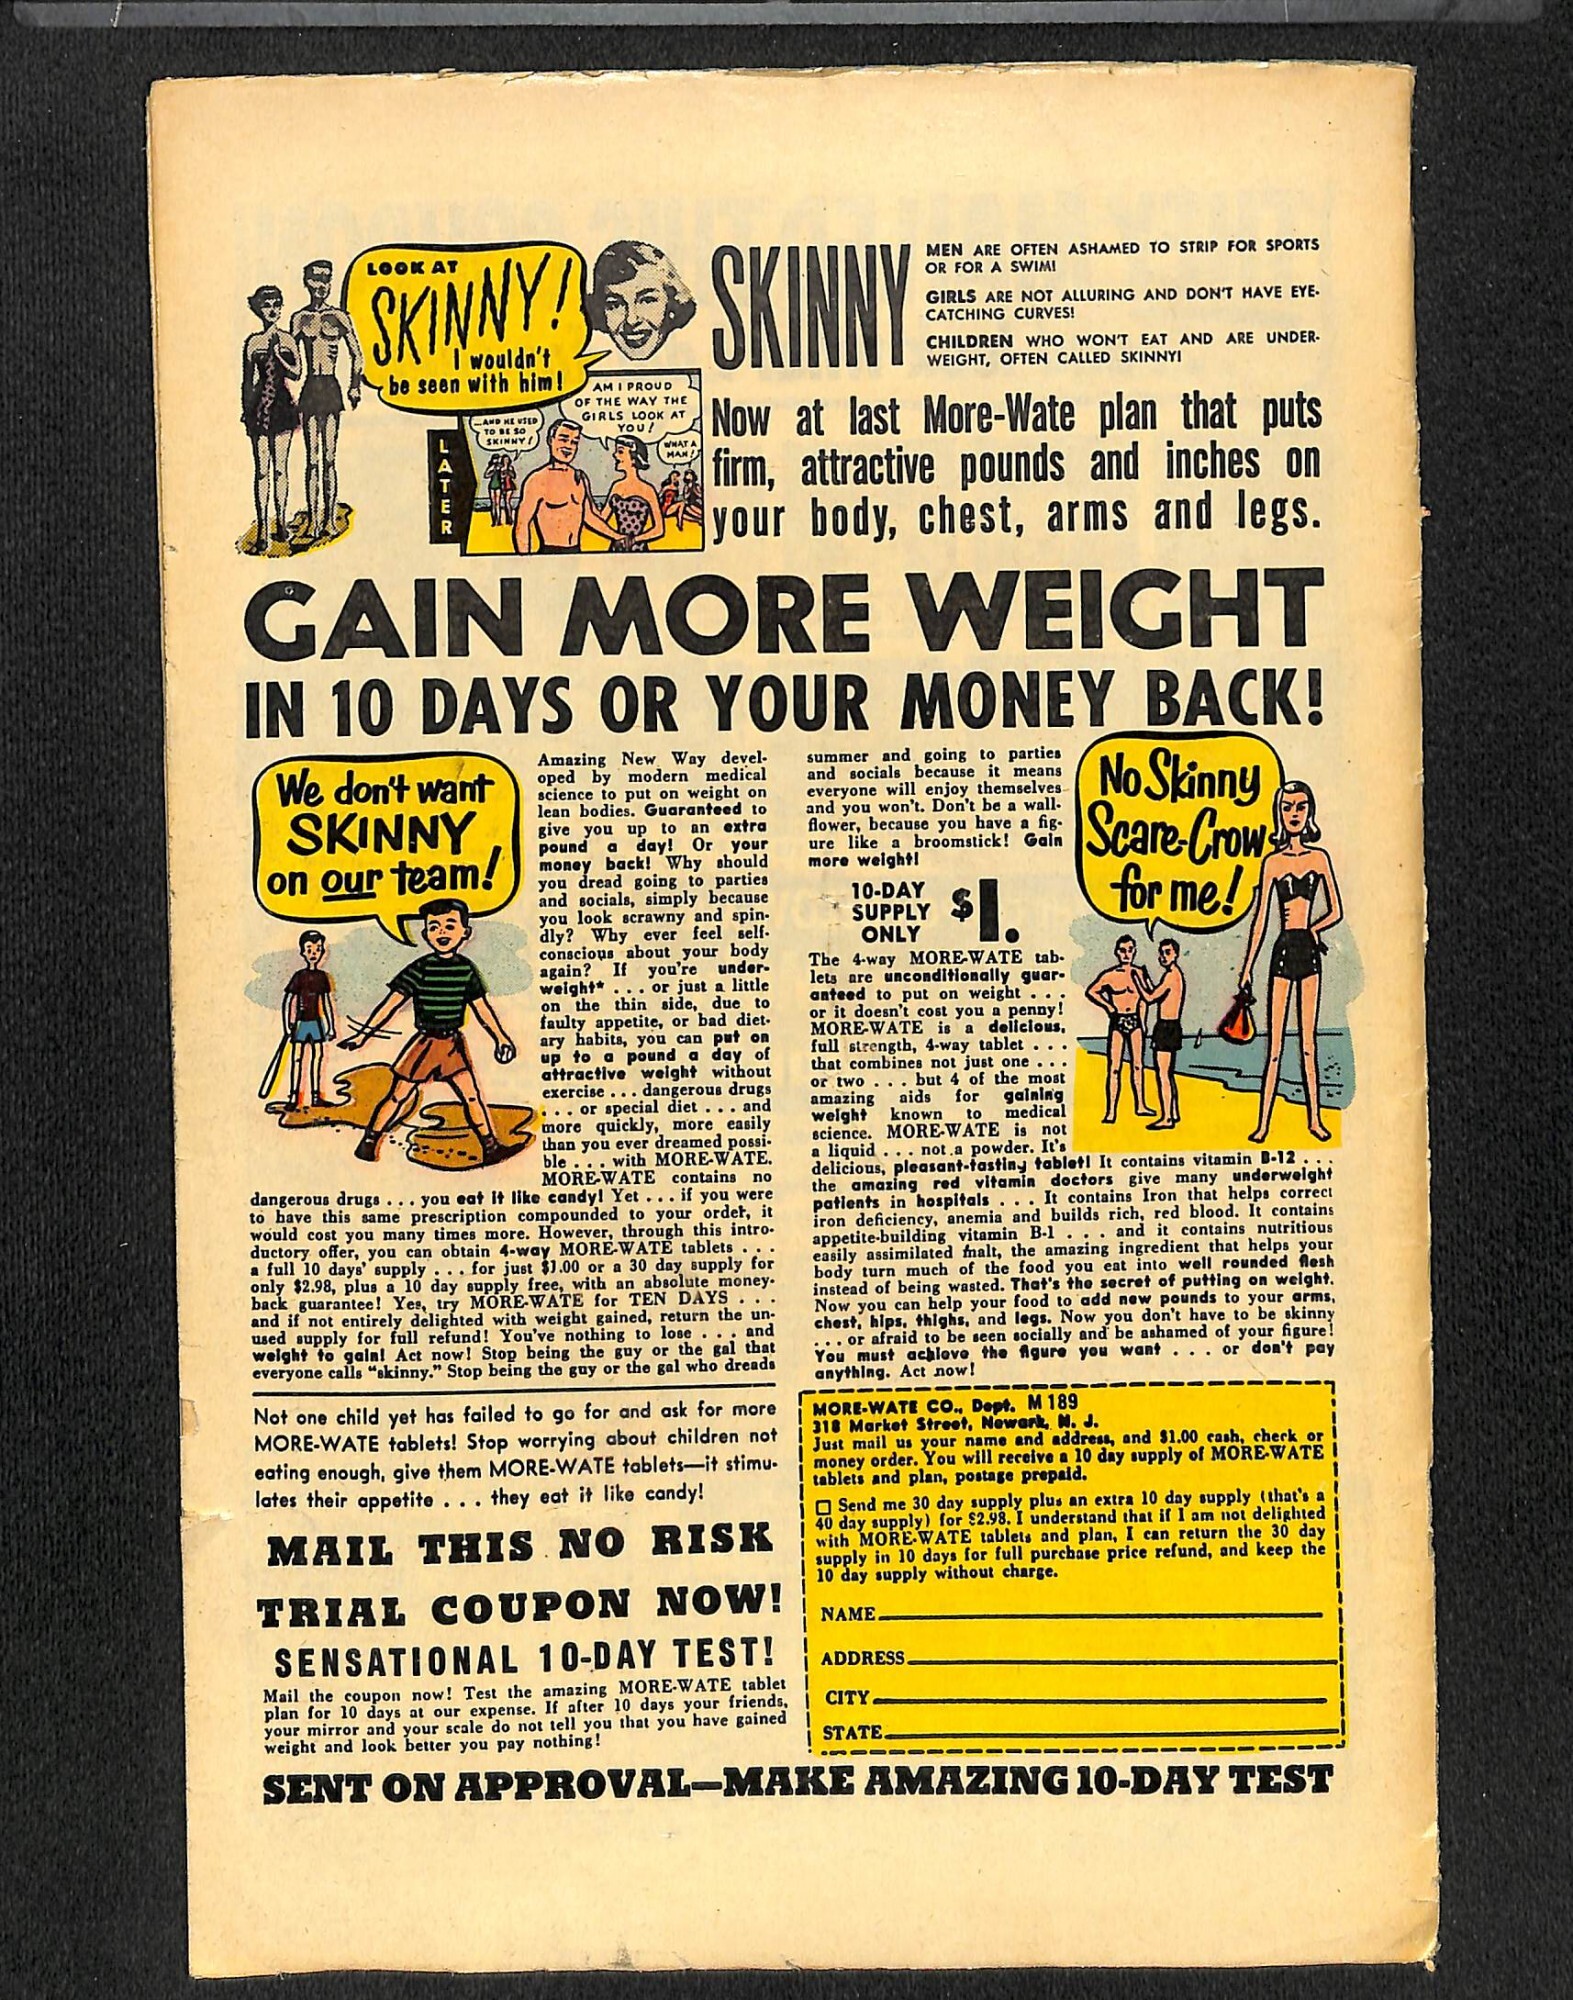 LOOK AT
SKINNY!
I wouldn't
be seen with him!
SKINNY
MEN ARE OFTEN ASHAMED TO STRIP FOR SPORTS
OR FOR A SWIM!
GIRLS ARE NOT ALLURING AND DON'T HAVE EYE-
CATCHING CURVES!
CHILDREN WHO WON'T EAT AND ARE UNDER-
WEIGHT, OFTEN CALLED SKINNY!
LATER
...AND HE USED
TO BE SO
SKINNY!
AM I PROUD
OF THE WAY THE
GIRLS LOOK AT
YOU!
WHAT A
MAN!
Now at last More-Wate plan that puts
firm, attractive pounds and inches on
your body, chest, arms and legs.
GAIN MORE WEIGHT
IN 10 DAYS OR YOUR MONEY BACK!
We don't want
SKINNY
on our team!
Amazing New Way devel-
oped by modern medical
science to put on weight on
lean bodies. Guaranteed to
give you up to an extra
pound a day! Or your
money back! Why should
you dread going to parties
and socials, simply because
you look scrawny and spin-
dly? Why ever feel self-
conscious about your body
again? If you're under-
weight* . . . or just a little
on the thin side, due to
faulty appetite, or bad diet-
ary habits, you can put on
up to a pound a day of
attractive weight without
exercise . . . dangerous drugs
. . . or special diet . . . and
more quickly, more easily
than you ever dreamed possi-
ble . . . with MORE-WATE.
MORE-WATE contains no
dangerous drugs . . . you eat it like candy! Yet . . . if you were
to have this same prescription compounded to your order, it
would cost you many times more. However, through this intro-
ductory offer, you can obtain 4-way MORE-WATE tablets . . .
a full 10 days' supply . . . for just $1.00 or a 30 day supply for
only $2.98, plus a 10 day supply free, with an absolute money-
back guarantee! Yes, try MORE-WATE for TEN DAYS . . .
and if not entirely delighted with weight gained, return the un-
used supply for full refund! You've nothing to lose . . . and
weight to gain! Act now! Stop being the guy or the gal that
everyone calls "skinny." Stop being the guy or the gal who dreads
summer and going to parties
and socials because it means
everyone will enjoy themselves
and you won't. Don't be a wall-
flower, because you have a fig-
ure like a broomstick! Gain
more weight!
10-DAY
SUPPLY
ONLY
$1.
No Skinny
Scare-Crow
for me!
The 4-way MORE-WATE tab-
lets are unconditionally guar-
anteed to put on weight . . .
or it doesn't cost you a penny!
MORE-WATE is a delicious,
full strength, 4-way tablet . . .
that combines not just one . . .
or two . . . but 4 of the most
amazing aids for gaining
weight known to medical
science. MORE-WATE is not
a liquid . . . not a powder. It's
delicious, pleasant-tasting tablet! It contains vitamin B-12 . . .
the amazing red vitamin doctors give many underweight
patients in hospitals . . . It contains Iron that helps correct
iron deficiency, anemia and builds rich, red blood. It contains
appetite-building vitamin B-1 . . . and it contains nutritious
easily assimilated malt, the amazing ingredient that helps your
body turn much of the food you eat into well rounded flesh
instead of being wasted. That's the secret of putting on weight.
Now you can help your food to add new pounds to your arms,
chest, hips, thighs, and legs. Now you don't have to be skinny
. . . or afraid to be seen socially and be ashamed of your figure!
You must achieve the figure you want . . . or don't pay
anything. Act now!
Not one child yet has failed to go for and ask for more
MORE-WATE tablets! Stop worrying about children not
eating enough, give them MORE-WATE tablets—it stimu-
lates their appetite . . . they eat it like candy!
MAIL THIS NO RISK
TRIAL COUPON NOW!
SENSATIONAL 10-DAY TEST!
Mail the coupon now! Test the amazing MORE-WATE tablet
plan for 10 days at our expense. If after 10 days your friends,
your mirror and your scale do not tell you that you have gained
weight and look better you pay nothing!
MORE-WATE CO., Dept. M 189
318 Market Street, Newark, N. J.
Just mail us your name and address, and $1.00 cash, check or
money order. You will receive a 10 day supply of MORE-WATE
tablets and plan, postage prepaid.
Send me 30 day supply plus an extra 10 day supply (that's a
40 day supply) for $2.98. I understand that if I am not delighted
with MORE-WATE tablets and plan, I can return the 30 day
supply in 10 days for full purchase price refund, and keep the
10 day supply without charge.
NAME
ADDRESS
CITY
STATE
SENT ON APPROVAL—MAKE AMAZING 10-DAY TEST